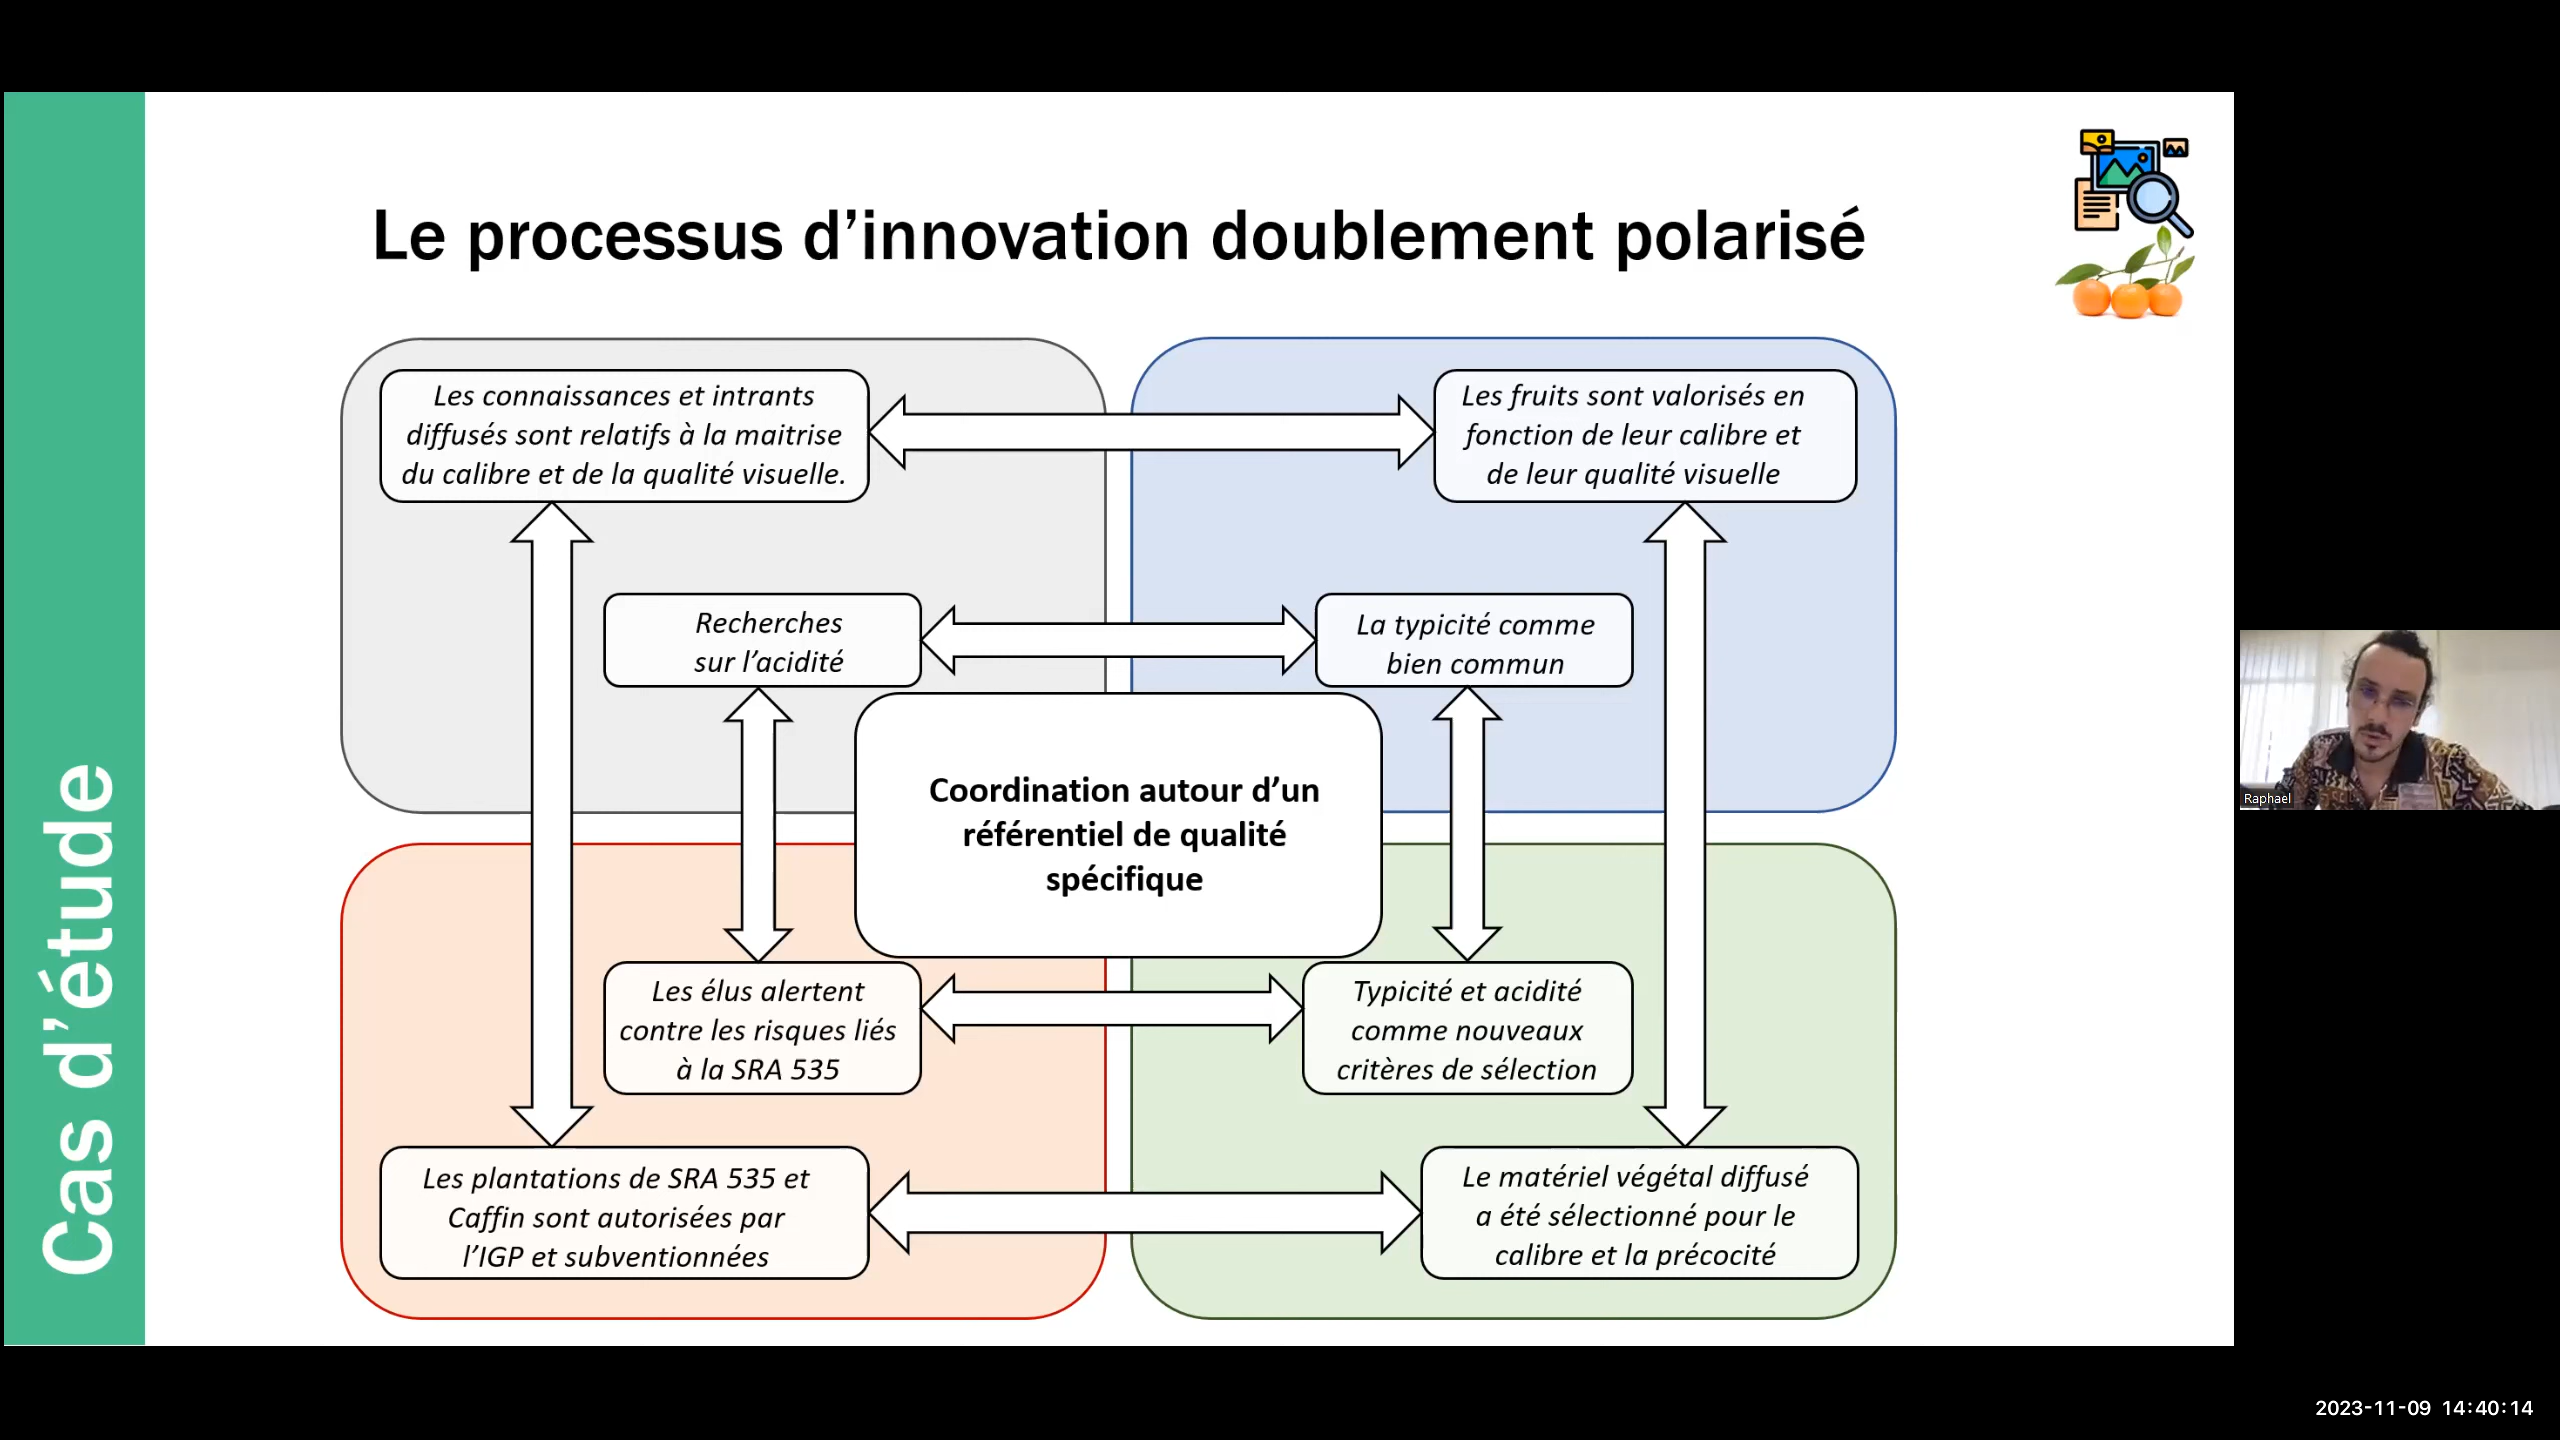 Cas d'étude
Le processus d’innovation doublement polarisé
Les connaissances et intrants
diffusés sont relatifs à la maitrise
du calibre et de la qualité visuelle.
Les fruits sont valorisés en
fonction de leur calibre et
de leur qualité visuelle
Recherches
sur l’acidité
La typicité comme
bien commun
Coordination autour d’un
référentiel de qualité
spécifique
Les élus alertent
contre les risques liés
à la SRA 535
Typicité et acidité
comme nouveaux
critères de sélection
Les plantations de SRA 535 et
Caffin sont autorisées par
l’IGP et subventionnées
Le matériel végétal diffusé
a été sélectionné pour le
calibre et la précocité
Raphael
2023-11-09 14:40:14